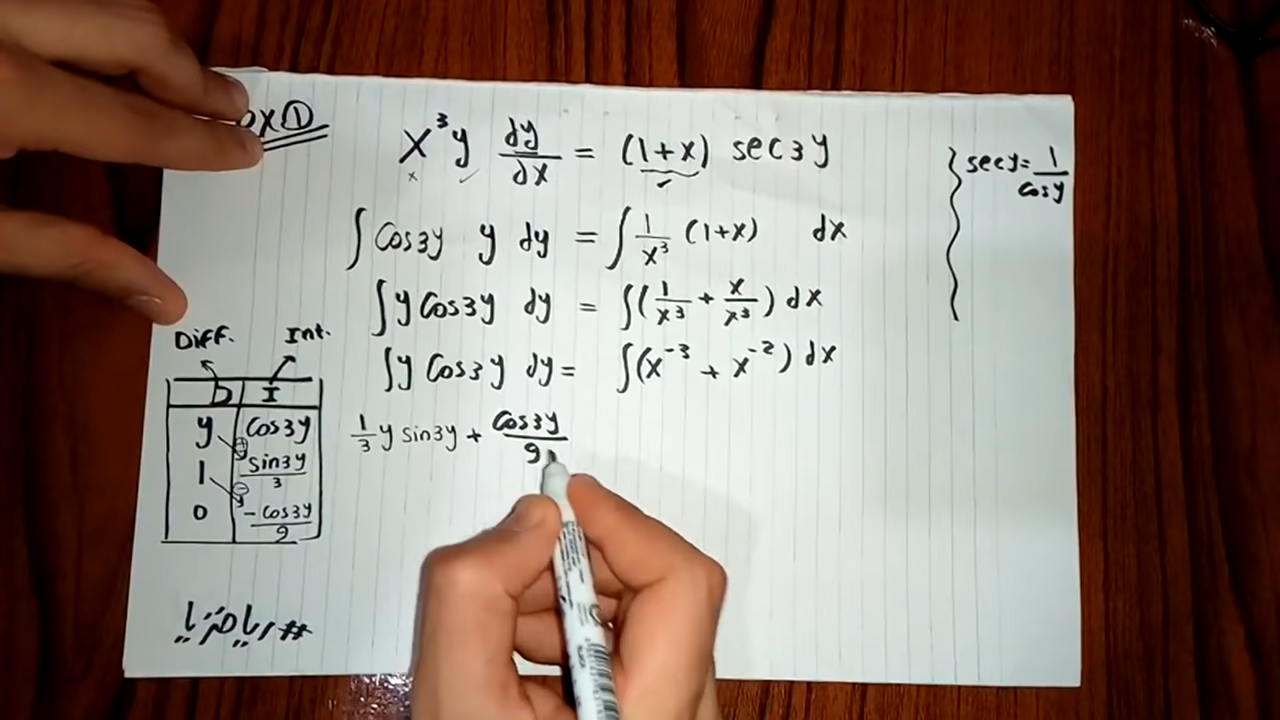 EX①
x³y dy/dx = (1+x) sec3y
secy = 1/cosy
∫ Cos3y y dy = ∫ 1/x³ (1+x) dx
∫ y Cos3y dy = ∫(1/x³ + x/x³) dx
∫ y Cos3y dy = ∫(x⁻³ + x⁻²) dx
Diff. Int.
D I
y Cos3y
1 sin3y/3
0 -cos3y/9
1/3 y sin3y + Cos3y/9